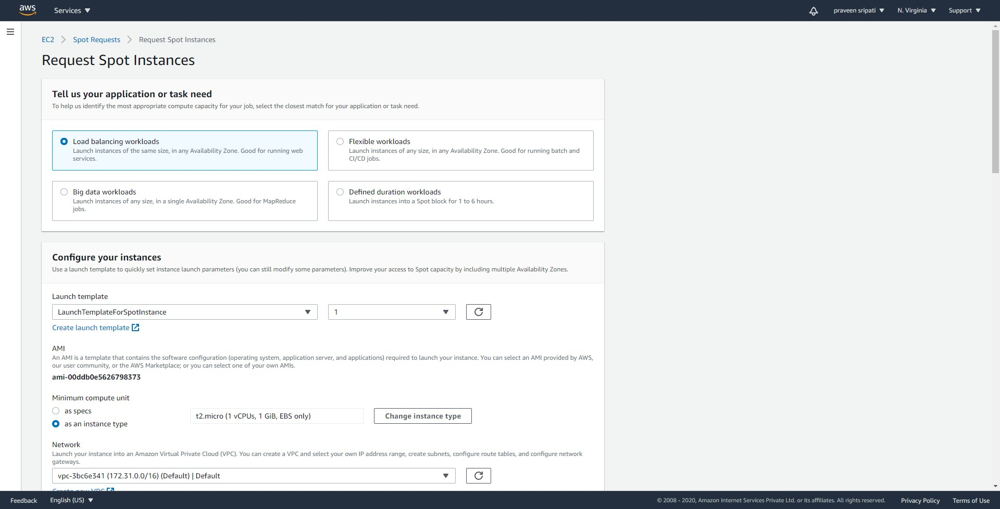 aws
Services
praveen sripati
N. Virginia
Support
EC2
Spot Requests
Request Spot Instances
Request Spot Instances
Tell us your application or task need
To help us identify the most appropriate compute capacity for your job, select the closest match for your application or task need.
Load balancing workloads
Launch instances of the same size, in any Availability Zone. Good for running web
services.
Flexible workloads
Launch instances of any size, in any Availability Zone. Good for running batch and
CI/CD jobs.
Big data workloads
Launch instances of any size, in a single Availability Zone. Good for MapReduce
jobs.
Defined duration workloads
Launch instances into a Spot block for 1 to 6 hours.
Configure your instances
Use a launch template to quickly set instance launch parameters (you can still modify some parameters). Improve your access to Spot capacity by including multiple Availability Zones.
Launch template
LaunchTemplateForSpotInstance
1
Create launch template
AMI
An AMI is a template that contains the software configuration (operating system, application server, and applications) required to launch your instance. You can select an AMI provided by AWS,
our user community, or the AWS Marketplace; or you can select one of your own AMIs.
ami-00ddb0e5626798373
Minimum compute unit
as specs
as an instance type
t2.micro (1 vCPUs, 1 GiB, EBS only)
Change instance type
Network
Launch your instance into an Amazon Virtual Private Cloud (VPC). You can create a VPC and select your own IP address range, create subnets, configure route tables, and configure network
gateways.
vpc-3bc6e341 (172.31.0.0/16) (Default) | Default
Create new VPC
Feedback
English (US)
© 2008 - 2020, Amazon Internet Services Private Ltd. or its affiliates. All rights reserved.
Privacy Policy
Terms of Use